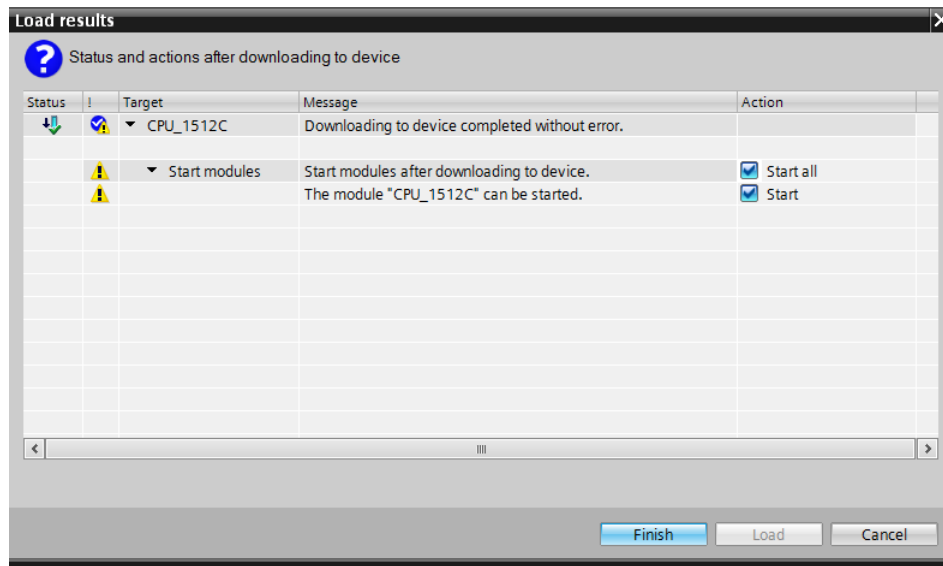 Load results
Status and actions after downloading to device
Status ! Target Message Action
CPU_1512C Downloading to device completed without error.
Start modules Start modules after downloading to device. Start all
The module "CPU_1512C" can be started. Start
Finish Load Cancel